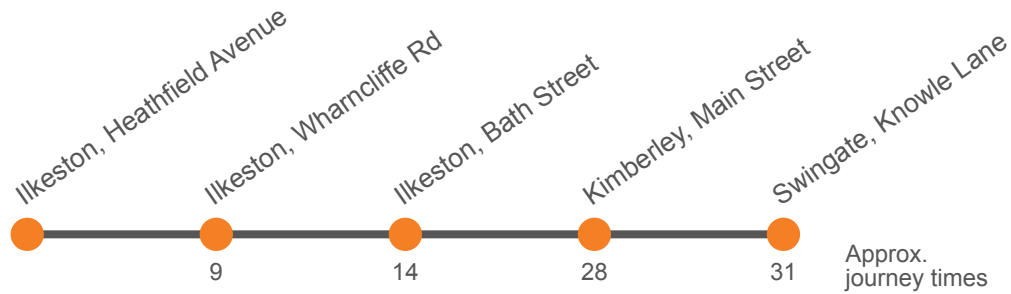 Ilkeston, Heathfield Avenue
Ilkeston, Wharncliffe Rd
Ilkeston, Bath Street
Kimberley, Main Street
Swingate, Knowle Lane
9
14
28
31
Approx.
journey times